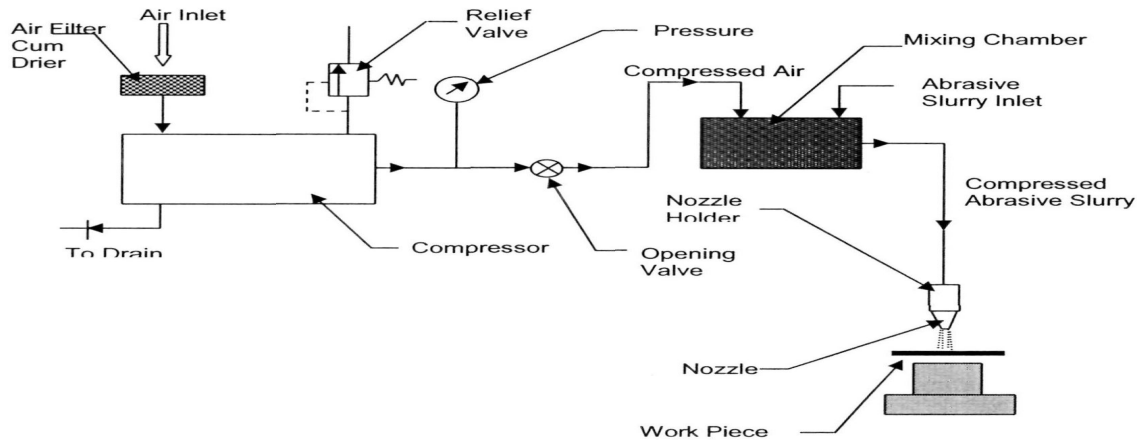 Air Inlet
Air Filter
Cum
Drier
Relief
Valve
Pressure
Compressed Air
Mixing Chamber
Abrasive
Slurry Inlet
Compressed
Abrasive Slurry
Nozzle
Holder
Compressor
Opening
Valve
To Drain
Nozzle
Work Piece